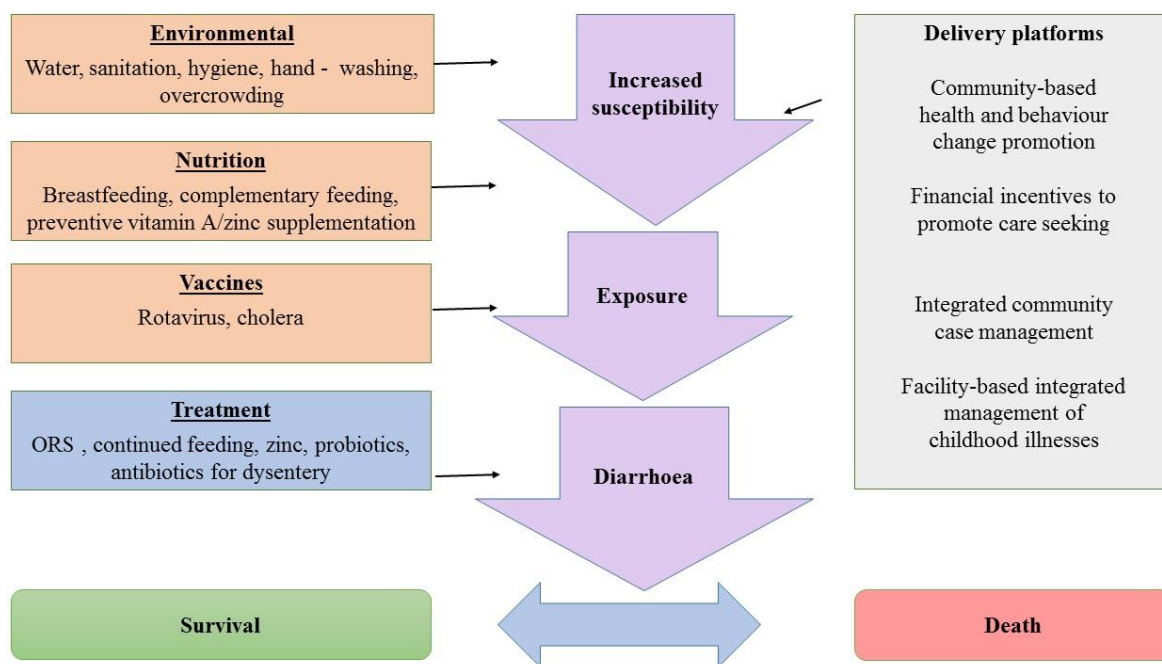 Environmental
Water, sanitation, hygiene, hand - washing,
overcrowding
Nutrition
Breastfeeding, complementary feeding,
preventive vitamin A/zinc supplementation
Vaccines
Rotavirus, cholera
Treatment
ORS , continued feeding, zinc, probiotics,
antibiotics for dysentery
Survival
Increased
susceptibility
Exposure
Diarrhoea
Delivery platforms
Community-based
health and behaviour
change promotion
Financial incentives to
promote care seeking
Integrated community
case management
Facility-based integrated
management of
childhood illnesses
Death